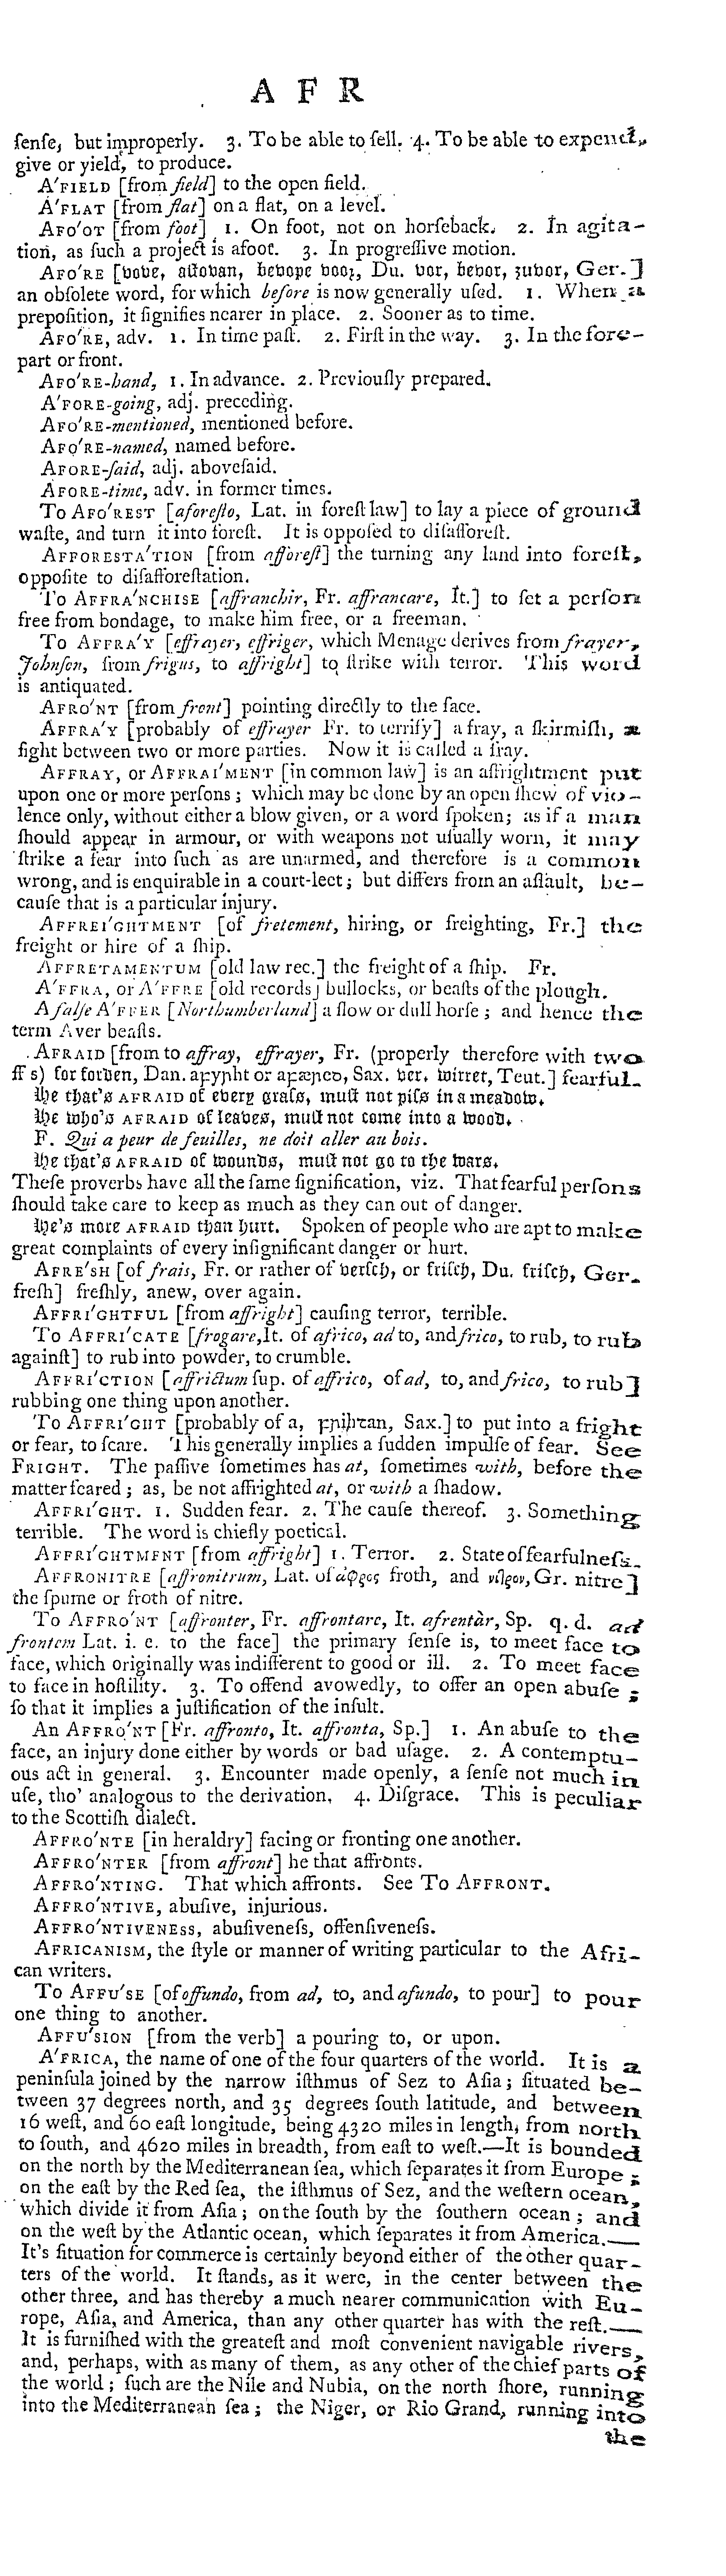 A F R
ſenſe, but improperly. 3. To be able to ſell. 4. To be able to expend,
give or yield, to produce.
A′FIELD [from field] to the open field.
A′FLAT [from flat] on a flat, on a level.
AFO′OT [from foot] 1. On foot, not on horſeback. 2. In agita-
tion, as ſuch a project is afoot. 3. In progreſſive motion.
AFO′RE [ Du. vor, bevor, zuvor, Ger.]
an obſolete word, for which before is now generally uſed. 1. When a
prepoſition, it ſignifies nearer in place. 2. Sooner as to time.
AFO′RE, adv. 1. In time paſt. 2. Firſt in the way. 3. In the fore-
part or front.
AFO′RE-hand, 1. In advance. 2. Previouſly prepared.
A′FORE-going, adj. preceding.
AFO′RE-mentioned, mentioned before.
AFO′RE-named, named before.
AFORE-ſaid, adj. aboveſaid.
AFORE-time, adv. in former times.
To AFO′REST [aforeſto, Lat. in foreſt law] to lay a piece of ground
waſte, and turn it into foreſt. It is oppoſed to diſafforeſt.
AFFORESTA′TION [from afforeſt] the turning any land into foreſt,
oppoſite to diſafforeſtation.
To AFFRA′NCHISE [affranchir, Fr. affrancare, It.] to ſet a perſon
free from bondage, to make him free, or a freeman.
To AFFRA′Y [effrayer, effriger, which Menage derives from frayer,
Johnſon, from frigus, to affright] to ſtrike with terror. This word
is antiquated.
AFRO′NT [from front] pointing directly to the face.
AFFRA′Y [probably of effrayer Fr. to terrify] a fray, a ſkirmiſh, a
fight between two or more parties. Now it is called a fray.
AFFRAY, or AFFRAI′MENT [in common law] is an affrightment put
upon one or more perſons; which may be done by an open ſhew of vio-
lence only, without either a blow given, or a word ſpoken; as if a man
ſhould appear in armour, or with weapons not uſually worn, it may
ſtrike a fear into ſuch as are unarmed, and therefore is a common
wrong, and is enquirable in a court-leet; but differs from an aſſault, be-
cauſe that is a particular injury.
AFFREI′GHTMENT [of fretement, hiring, or freighting, Fr.] the
freight or hire of a ſhip.
AFFRETAMENTUM [old law rec.] the freight of a ſhip. Fr.
A′FFRA, or A′FFRE [old records] bullocks, or beaſts of the plough.
A falſe A′FFER [Northumberland] a ſlow or dull horſe; and hence the
term Aver beaſts.
AFRAID [from to affray, effrayer, Fr. (properly therefore with two
ff s) forforden, Dan. Sax. ver. wirret, Teut.] fearful.
He that's AFRAID of every graſs, muſt not piſs in a meadow.
He who's AFRAID of leaves, muſt not come into a wood.
F. Qui a peur de feuilles, ne doit aller au bois.
He that's AFRAID of wounds, muſt not go to the wars.
Theſe proverbs have all the ſame ſignification, viz. That fearful perſons
ſhould take care to keep as much as they can out of danger.
He's more AFRAID than hurt. Spoken of people who are apt to make
great complaints of every inſignificant danger or hurt.
AFRE′SH [of frais, Fr. or rather of verſch, or friſch, Du. friſch, Ger.
freſh] freſhly, anew, over again.
AFFRI′GHTFUL [from affright] cauſing terror, terrible.
To AFFRI′CATE [frogare, It. of africo, ad to, and frico, to rub, to rub
againſt] to rub into powder, to crumble.
AFFRI′CTION [affrictum ſup. of affrico, of ad, to, and frico, to rub]
rubbing one thing upon another.
To AFFRI′GHT [probably of a, Sax.] to put into a fright
or fear, to ſcare. This generally implies a ſudden impulſe of fear. See
FRIGHT. The paſſive ſometimes has at, ſometimes with, before the
matter feared; as, be not affrighted at, or with a ſhadow.
AFFRI′GHT. 1. Sudden fear. 2. The cauſe thereof. 3. Something
terrible. The word is chiefly poetical.
AFFRI′GHTMENT [from affright] 1. Terror. 2. State of fearfulneſs.
AFFRONITRE [affronitrum, Lat. of ἀφρος froth, and νιτρον, Gr. nitre]
the ſpume or froth of nitre.
To AFFRO′NT [affronter, Fr. affrontare, It. afrentàr, Sp. q. d. ad
frontem Lat. i. e. to the face] the primary ſenſe is, to meet face to
face, which originally was indifferent to good or ill. 2. To meet face
to face in hoſtility. 3. To offend avowedly, to offer an open abuſe;
ſo that it implies a juſtification of the inſult.
An AFFRO′NT [Fr. affronto, It. affronta, Sp.] 1. An abuſe to the
face, an injury done either by words or bad uſage. 2. A contemptu-
ous act in general. 3. Encounter made openly, a ſenſe not much in
uſe, tho' analogous to the derivation. 4. Diſgrace. This is peculiar
to the Scottiſh dialect.
AFFRO′NTE [in heraldry] facing or fronting one another.
AFFRO′NTER [from affront] he that affronts.
AFFRO′NTING. That which affronts. See To AFFRONT.
AFFRO′NTIVE, abuſive, injurious.
AFFRO′NTIVENESS, abuſiveneſs, offenſiveneſs.
AFRICANISM, the ſtyle or manner of writing particular to the Afri-
can writers.
To AFFU′SE [of offundo, from ad, to, and afundo, to pour] to pour
one thing to another.
AFFU′SION [from the verb] a pouring to, or upon.
A′FRICA, the name of one of the four quarters of the world. It is a
peninſula joined by the narrow iſthmus of Sez to Aſia; ſituated be-
tween 37 degrees north, and 35 degrees ſouth latitude, and between
16 weſt, and 60 eaſt longitude, being 4320 miles in length, from north
to ſouth, and 4620 miles in breadth, from eaſt to weſt.—It is bounded
on the north by the Mediterranean ſea, which ſeparates it from Europe;
on the eaſt by the Red ſea, the iſthmus of Sez, and the weſtern ocean,
which divide it from Aſia; on the ſouth by the ſouthern ocean; and
on the weſt by the Atlantic ocean, which ſeparates it from America.—
It's ſituation for commerce is certainly beyond either of the other quar-
ters of the world. It ſtands, as it were, in the center between the
other three, and has thereby a much nearer communication with Eu-
rope, Aſia, and America, than any other quarter has with the reſt.—
It is furniſhed with the greateſt and moſt convenient navigable rivers,
and, perhaps, with as many of them, as any other of the chief parts of
the world; ſuch are the Nile and Nubia, on the north ſhore, running
into the Mediterranean ſea; the Niger, or Rio Grand, running into
the